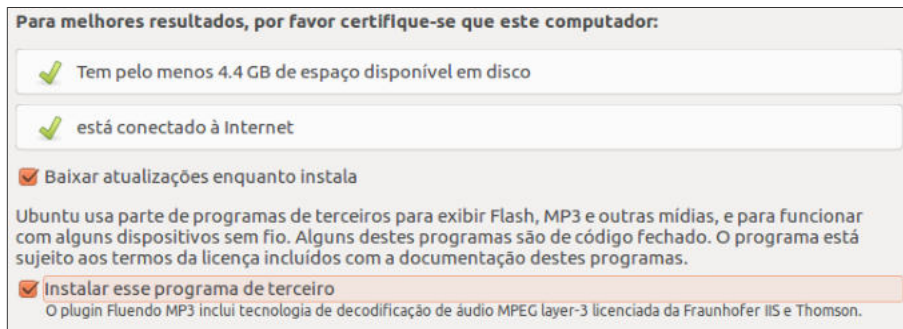 Para melhores resultados, por favor certifique-se que este computador:
Tem pelo menos 4.4 GB de espaço disponível em disco
está conectado à Internet
Baixar atualizações enquanto instala
Ubuntu usa parte de programas de terceiros para exibir Flash, MP3 e outras mídias, e para funcionar
com alguns dispositivos sem fio. Alguns destes programas são de código fechado. O programa está
sujeito aos termos da licença incluídos com a documentação destes programas.
Instalar esse programa de terceiro
O plugin Fluendo MP3 inclui tecnologia de decodificação de áudio MPEG layer-3 licenciada da Fraunhofer IIS e Thomson.